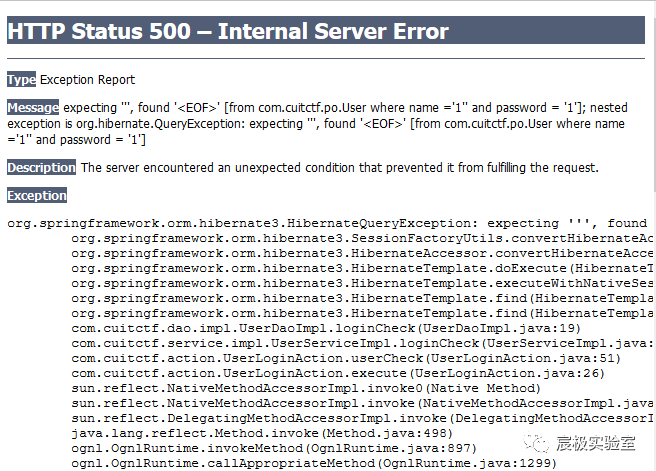 HTTP Status 500 – Internal Server Error
Type Exception Report
Message expecting ''', found '<EOF>' [from com.cuitctf.po.User where name ='1'' and password = '1']; nested
exception is org.hibernate.QueryException: expecting ''', found '<EOF>' [from com.cuitctf.po.User where name
='1'' and password = '1']
Description The server encountered an unexpected condition that prevented it from fulfilling the request.
Exception
org.springframework.orm.hibernate3.HibernateQueryException: expecting ''', found
org.springframework.orm.hibernate3.SessionFactoryUtils.convertHibernateAc
org.springframework.orm.hibernate3.HibernateAccessor.convertHibernateAcce
org.springframework.orm.hibernate3.HibernateTemplate.doExecute(HibernateT
org.springframework.orm.hibernate3.HibernateTemplate.executeWithNativeSes
org.springframework.orm.hibernate3.HibernateTemplate.find(HibernateTempla
org.springframework.orm.hibernate3.HibernateTemplate.find(HibernateTempla
com.cuitctf.dao.impl.UserDaoImpl.loginCheck(UserDaoImpl.java:19)
com.cuitctf.service.impl.UserServiceImpl.loginCheck(UserServiceImpl.java:
com.cuitctf.action.UserLoginAction.userCheck(UserLoginAction.java:51)
com.cuitctf.action.UserLoginAction.execute(UserLoginAction.java:26)
sun.reflect.NativeMethodAccessorImpl.invoke0(Native Method)
sun.reflect.NativeMethodAccessorImpl.invoke(NativeMethodAccessorImpl.java
sun.reflect.DelegatingMethodAccessorImpl.invoke(DelegatingMethodAccessorI
java.lang.reflect.Method.invoke(Method.java:498)
ognl.OgnlRuntime.invokeMethod(OgnlRuntime.java:897)
ognl.OgnlRuntime.callAppropriateMethod(OgnlRuntime.java:1299)
宸极实验室